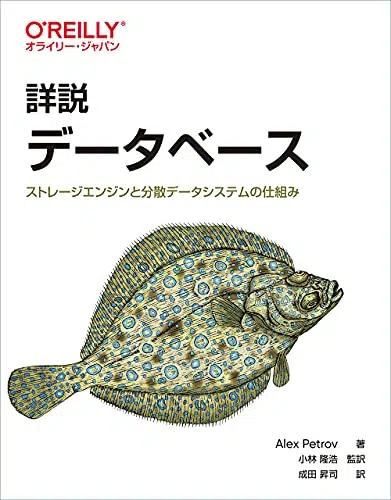 O'REILLY®
オライリー・ジャパン
詳説
データベース
ストレージエンジンと分散データシステムの仕組み
Alex Petrov 著
小林 隆浩 監訳
成田 昇司 訳